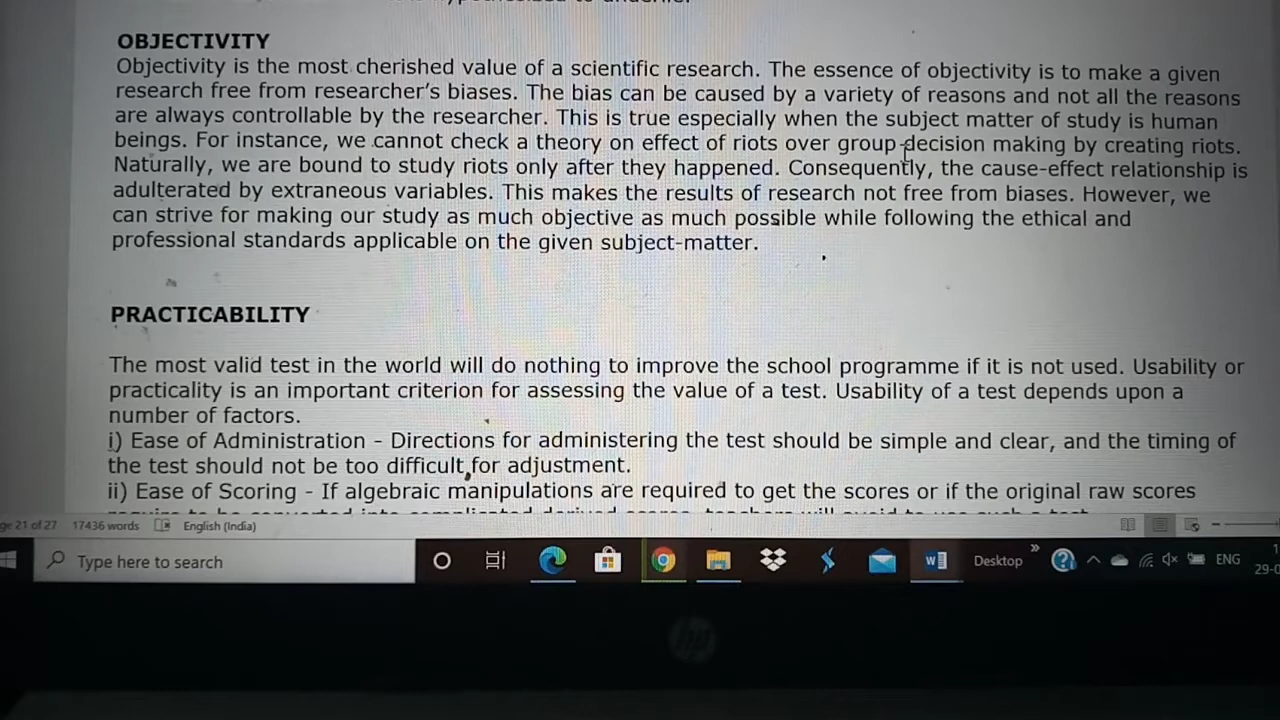 OBJECTIVITY
Objectivity is the most cherished value of a scientific research. The essence of objectivity is to make a given
research free from researcher's biases. The bias can be caused by a variety of reasons and not all the reasons
are always controllable by the researcher. This is true especially when the subject matter of study is human
beings. For instance, we cannot check a theory on effect of riots over group decision making by creating riots.
Naturally, we are bound to study riots only after they happened. Consequently, the cause-effect relationship is
adulterated by extraneous variables. This makes the results of research not free from biases. However, we
can strive for making our study as much objective as much possible while following the ethical and
professional standards applicable on the given subject-matter.
PRACTICABILITY
The most valid test in the world will do nothing to improve the school programme if it is not used. Usability or
practicality is an important criterion for assessing the value of a test. Usability of a test depends upon a
number of factors.
i) Ease of Administration - Directions for administering the test should be simple and clear, and the timing of
the test should not be too difficult for adjustment.
ii) Ease of Scoring - If algebraic manipulations are required to get the scores or if the original raw scores
21 of 27 17436 words English (India)
Type here to search Desktop ENG
hp